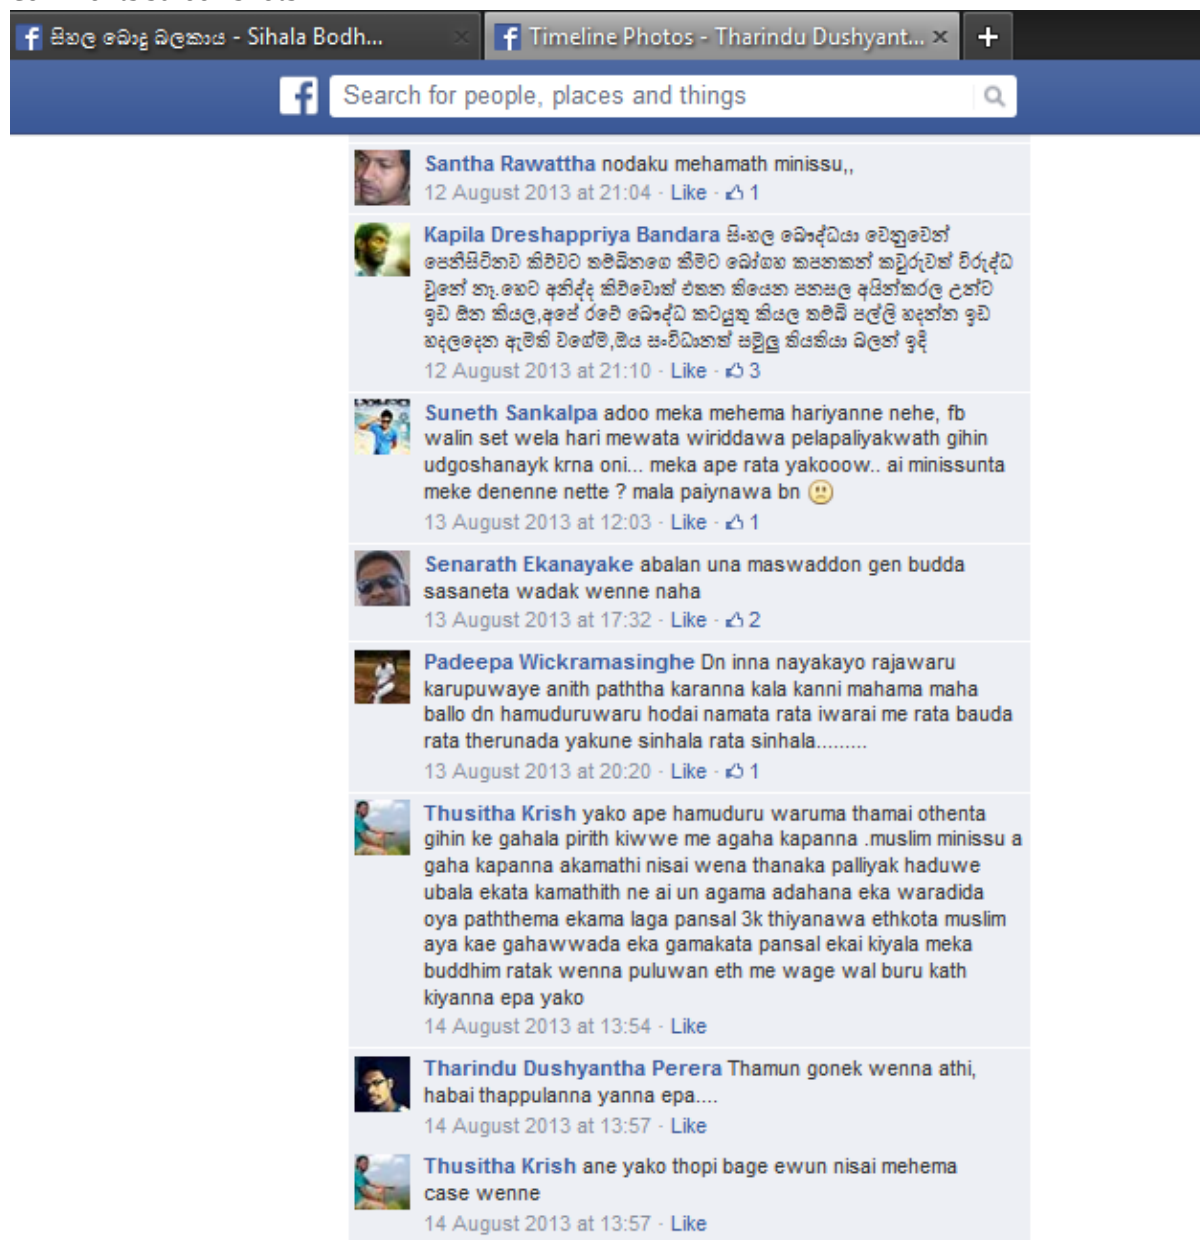 සිහල බොදු බලකාය - Sihala Bodh...
Timeline Photos - Tharindu Dushyant...
Search for people, places and things
Santha Rawattha nodaku mehamath minissu,,
12 August 2013 at 21:04 · Like · 1
Kapila Dreshappriya Bandara සිංහල බෞද්ධයා වෙනුවෙන්
පෙනීසිටිනව කිව්වට තම්බිනගෙ කීමට බෝගහ කපනකන් කවුරුවත් විරුද්ධ
වුනේ නෑ.හෙට අනිද්ද කිව්වොත් එතන තියෙන පන්සල අයින්කරල උන්ට
ඉඩ ඕන කියල,අපේ රටේ බෞද්ධ කටයුතු කියල තම්බි පල්ලි හදන්න ඉඩ
හදලදෙන ඇමති වගේම,ඔය සංවිධානත් සමුලු තියතියා බලන් ඉදී
12 August 2013 at 21:10 · Like · 3
Suneth Sankalpa adoo meka mehema hariyanne nehe, fb
walin set wela hari mewata wiriddawa pelapaliyakwath gihin
udgoshanayk krna oni... meka ape rata yakooow.. ai minissunta
meke denenne nette ? mala paiynawa bn
13 August 2013 at 12:03 · Like · 1
Senarath Ekanayake abalan una maswaddon gen budda
sasaneta wadak wenne naha
13 August 2013 at 17:32 · Like · 2
Padeepa Wickramasinghe Dn inna nayakayo rajawaru
karupuwaye anith paththa karanna kala kanni mahama maha
ballo dn hamuduruwaru hodai namata rata iwarai me rata bauda
rata therunada yakune sinhala rata sinhala.........
13 August 2013 at 20:20 · Like · 1
Thusitha Krish yako ape hamuduru waruma thamai othenta
gihin ke gahala pirith kiwwe me agaha kapanna .muslim minissu a
gaha kapanna akamathi nisai wena thanaka palliyak haduwe
ubala ekata kamathith ne ai un agama adahana eka waradida
oya paththema ekama laga pansal 3k thiyanawa ethkota muslim
aya kae gahawwada eka gamakata pansal ekai kiyala meka
buddhim ratak wenna puluwan eth me wage wal buru kath
kiyanna epa yako
14 August 2013 at 13:54 · Like
Tharindu Dushyantha Perera Thamun gonek wenna athi,
habai thappulanna yanna epa....
14 August 2013 at 13:57 · Like
Thusitha Krish ane yako thopi bage ewun nisai mehema
case wenne
14 August 2013 at 13:57 · Like